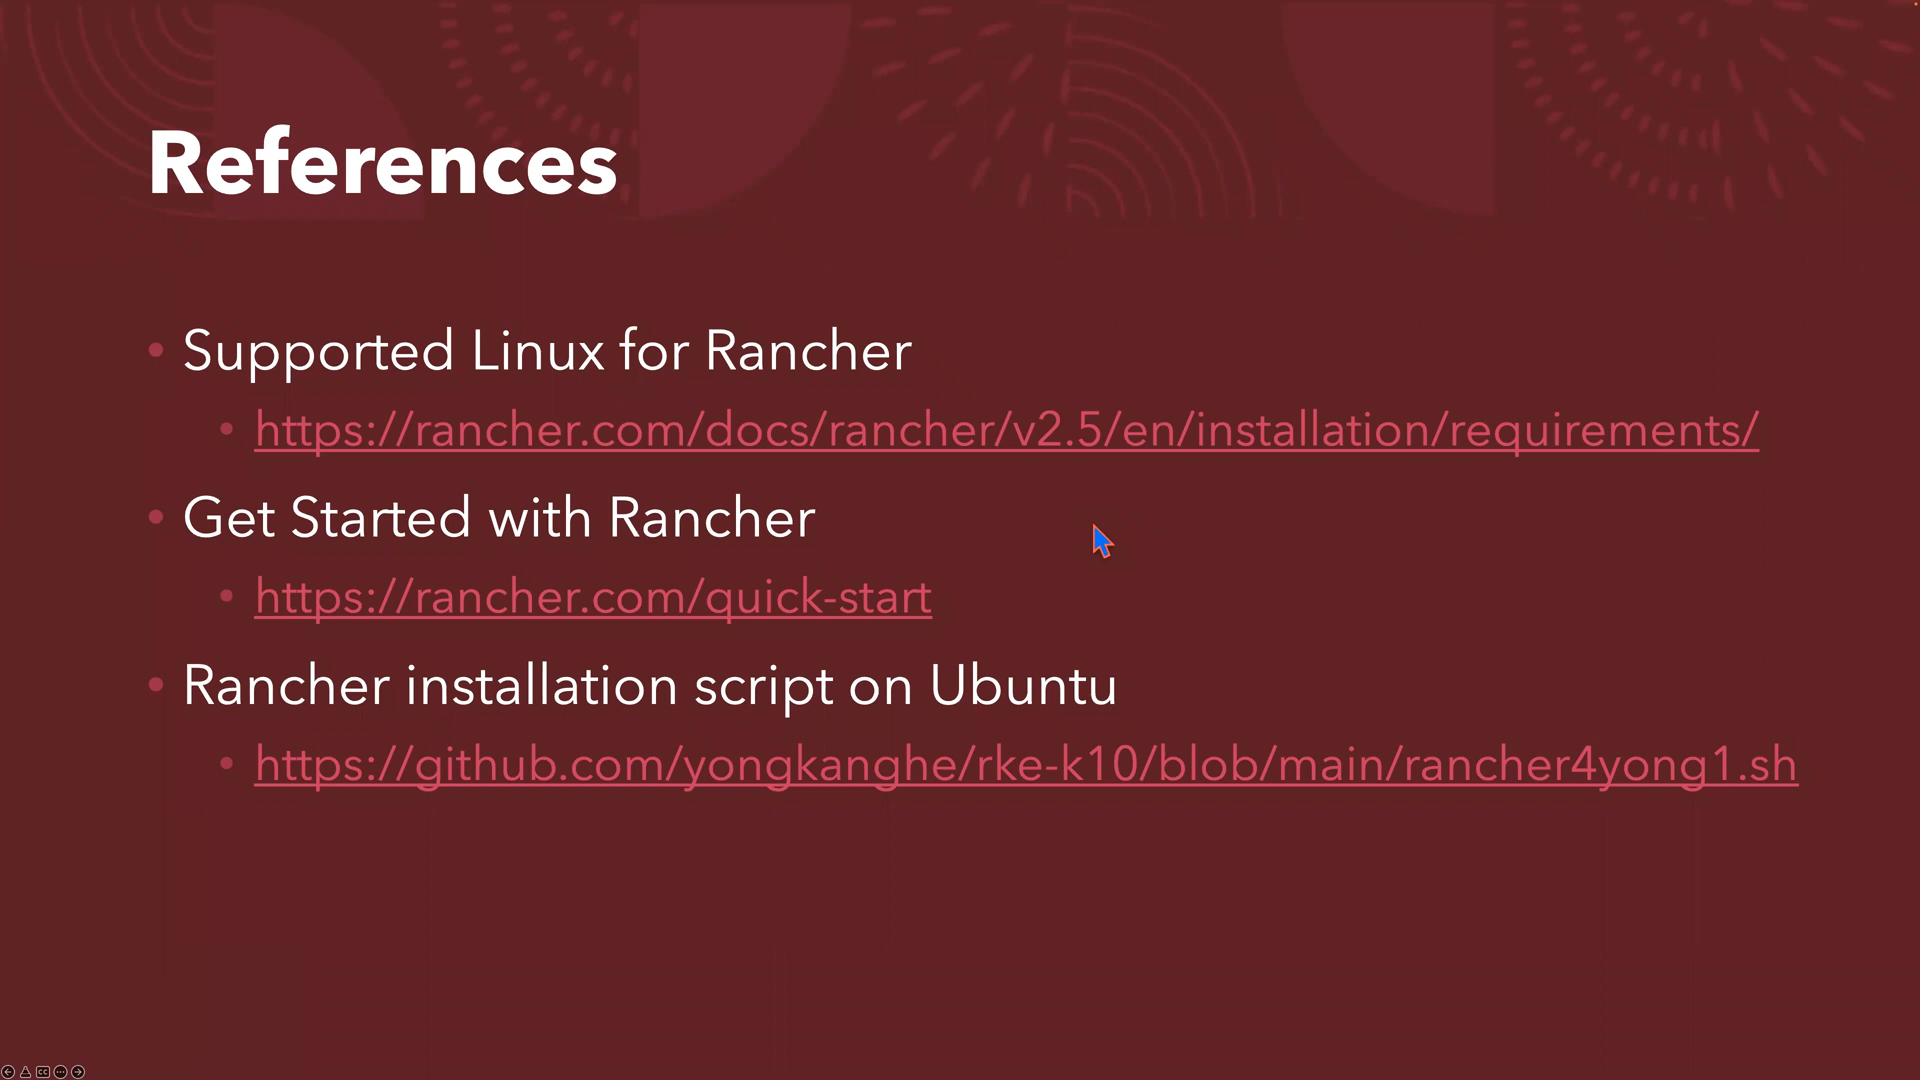 References
• Supported Linux for Rancher
• https://rancher.com/docs/rancher/v2.5/en/installation/requirements/
• Get Started with Rancher
• https://rancher.com/quick-start
• Rancher installation script on Ubuntu
• https://github.com/yongkanghe/rke-k10/blob/main/rancher4yong1.sh
CC